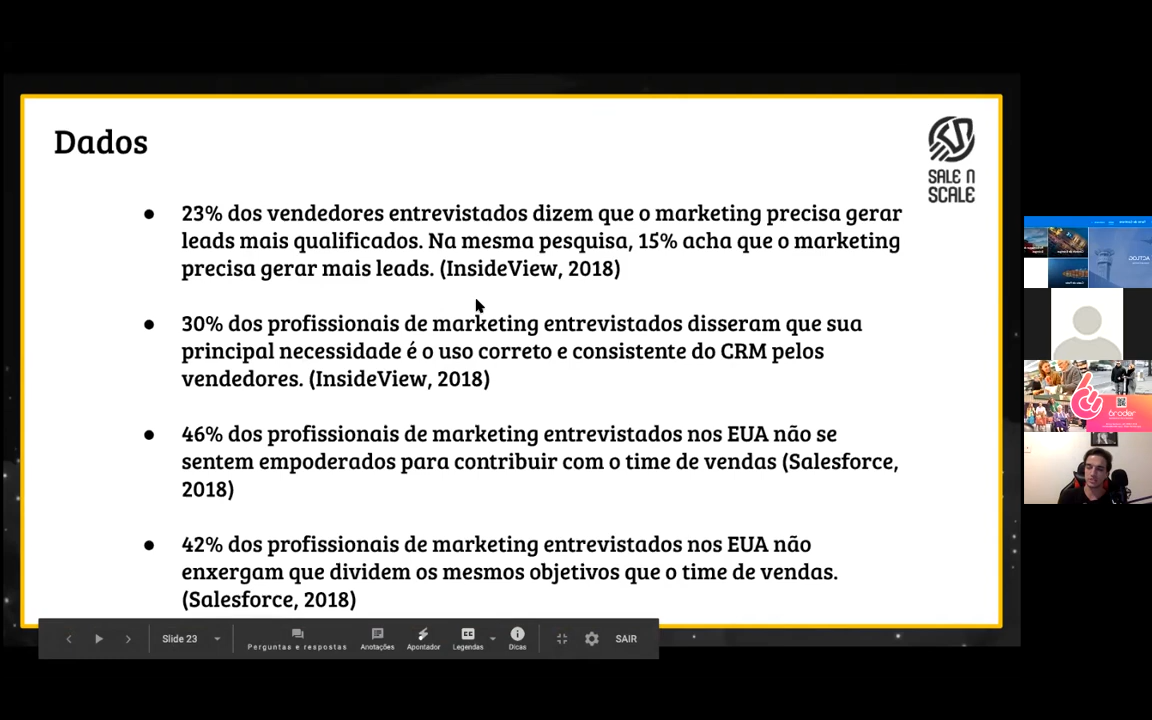 Dados
SALE N
SCALE
● 23% dos vendedores entrevistados dizem que o marketing precisa gerar
leads mais qualificados. Na mesma pesquisa, 15% acha que o marketing
precisa gerar mais leads. (InsideView, 2018)
● 30% dos profissionais de marketing entrevistados disseram que sua
principal necessidade é o uso correto e consistente do CRM pelos
vendedores. (InsideView, 2018)
● 46% dos profissionais de marketing entrevistados nos EUA não se
sentem empoderados para contribuir com o time de vendas (Salesforce,
2018)
● 42% dos profissionais de marketing entrevistados nos EUA não
enxergam que dividem os mesmos objetivos que o time de vendas.
(Salesforce, 2018)
Slide 23
Perguntas e respostas
Anotações
Apontador
CC
Legendas
Dicas
SAIR